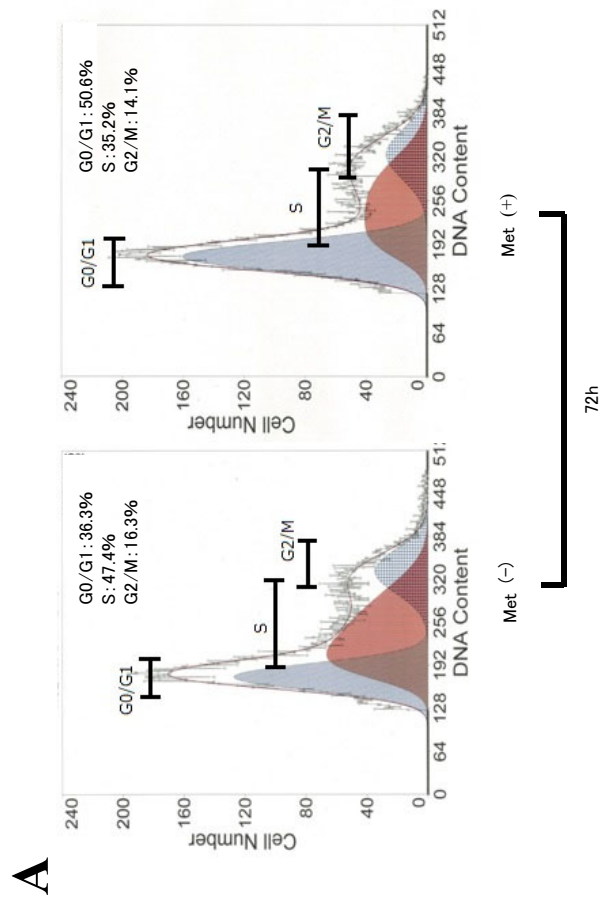 A
G0/G1:36.3%
S:47.4%
G2/M:16.3%
G0/G1
S
G2/M
240
200
160
120
80
40
0
Cell Number
0 64 128 192 256 320 384 448 51:
DNA Content
Met (-)
G0/G1:50.6%
S:35.2%
G2/M:14.1%
G0/G1
S
G2/M
240
200
160
120
80
40
0
Cell Number
0 64 128 192 256 320 384 448 512
DNA Content
Met (+)
72h